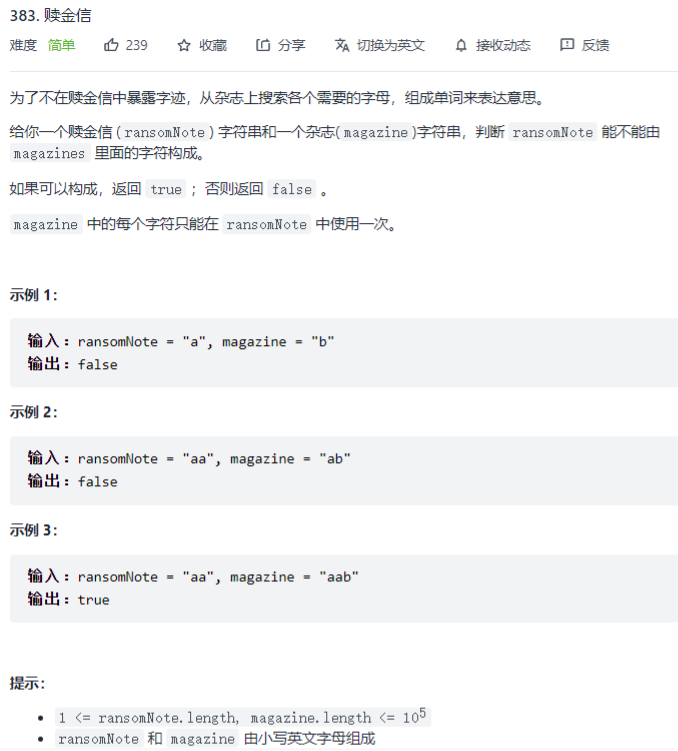 383. 赎金信
难度 简单 239 收藏 分享 切换为英文 接收动态 反馈
为了不在赎金信中暴露字迹，从杂志上搜索各个需要的字母，组成单词来表达意思。
给你一个赎金信 (ransomNote) 字符串和一个杂志(magazine)字符串，判断 ransomNote 能不能由
magazines 里面的字符构成。
如果可以构成，返回 true ；否则返回 false 。
magazine 中的每个字符只能在 ransomNote 中使用一次。
示例 1：
输入：ransomNote = "a", magazine = "b"
输出：false
示例 2：
输入：ransomNote = "aa", magazine = "ab"
输出：false
示例 3：
输入：ransomNote = "aa", magazine = "aab"
输出：true
提示：
• 1 <= ransomNote.length, magazine.length <= 10⁵
• ransomNote 和 magazine 由小写英文字母组成